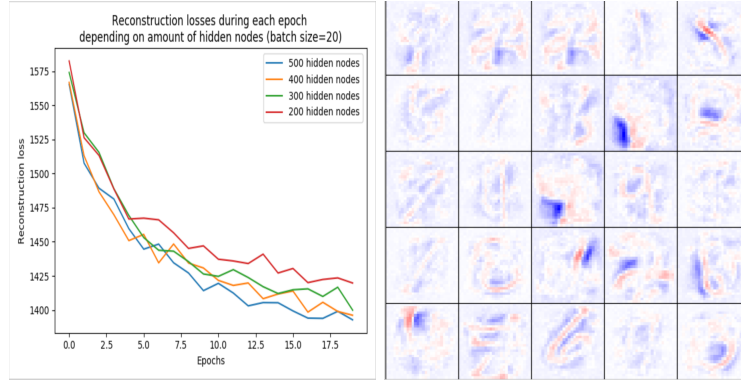 Reconstruction losses during each epoch
depending on amount of hidden nodes (batch size=20)
500 hidden nodes
400 hidden nodes
300 hidden nodes
200 hidden nodes
Reconstruction loss
1575
1550
1525
1500
1475
1450
1425
1400
0.0 2.5 5.0 7.5 10.0 12.5 15.0 17.5
Epochs